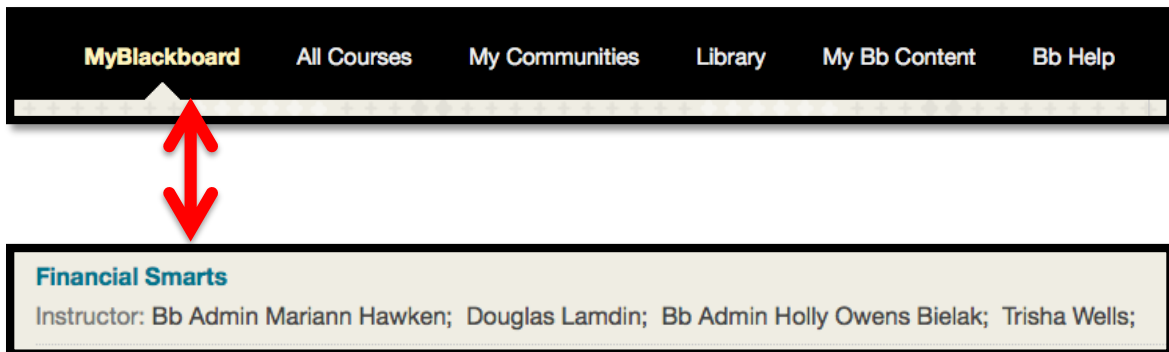 MyBlackboard All Courses My Communities Library My Bb Content Bb Help
Financial Smarts
Instructor: Bb Admin Mariann Hawken; Douglas Lamdin; Bb Admin Holly Owens Bielak; Trisha Wells;